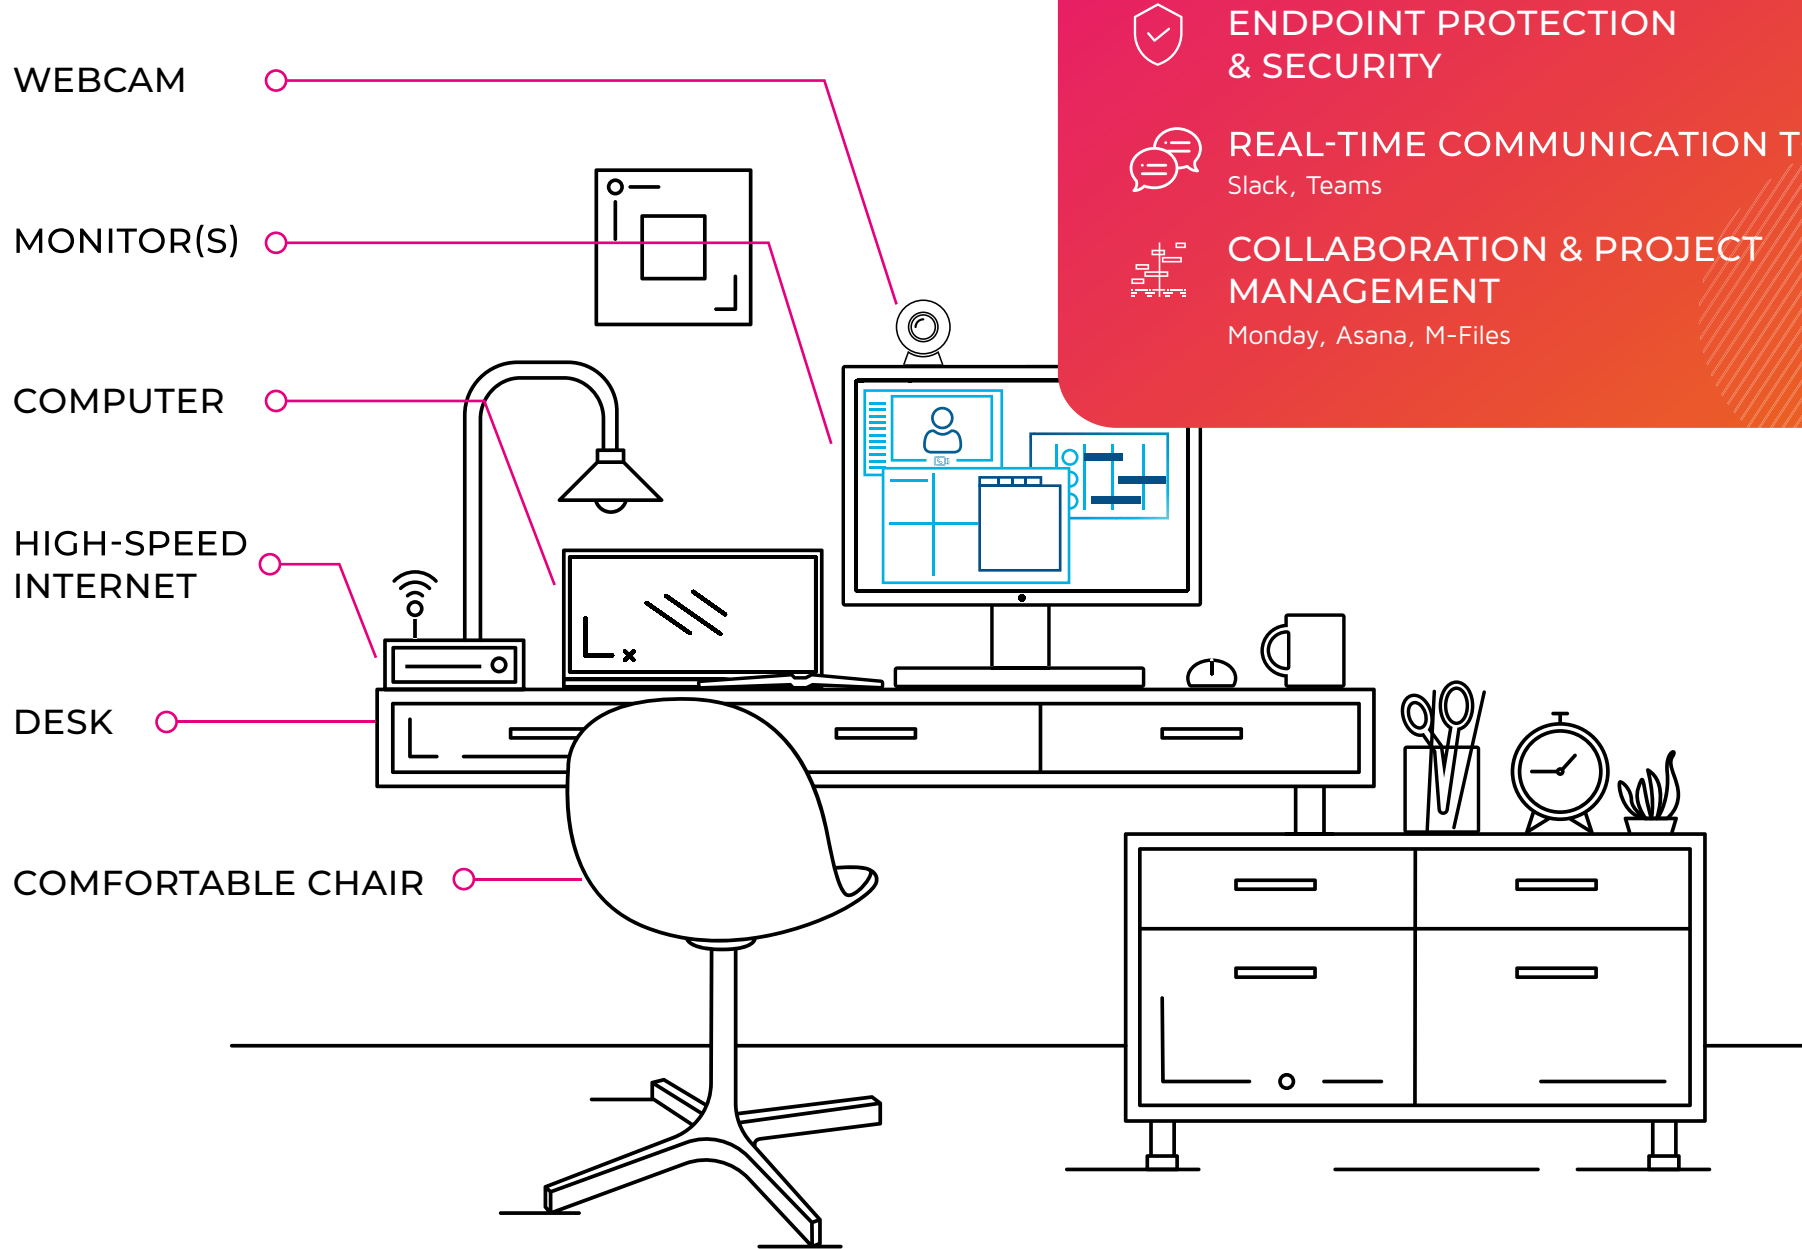 WEBCAM
MONITOR(S)
COMPUTER
HIGH-SPEED
INTERNET
DESK
COMFORTABLE CHAIR
ENDPOINT PROTECTION
& SECURITY
REAL-TIME COMMUNICATION
Slack, Teams
COLLABORATION & PROJECT
MANAGEMENT
Monday, Asana, M-Files